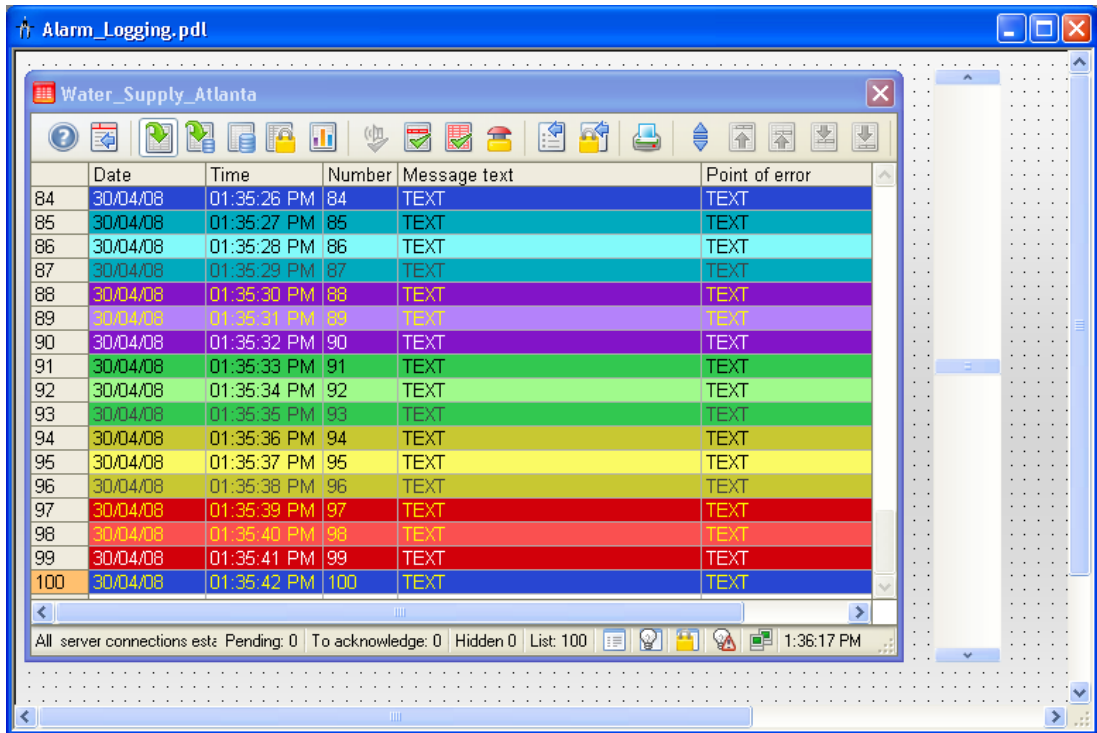 Alarm_Logging.pdl
Water_Supply_Atlanta
Date Time Number Message text Point of error
84 30/04/08 01:35:26 PM 84 TEXT TEXT
85 30/04/08 01:35:27 PM 85 TEXT TEXT
86 30/04/08 01:35:28 PM 86 TEXT TEXT
87 30/04/08 01:35:29 PM 87 TEXT TEXT
88 30/04/08 01:35:30 PM 88 TEXT TEXT
89 30/04/08 01:35:31 PM 89 TEXT TEXT
90 30/04/08 01:35:32 PM 90 TEXT TEXT
91 30/04/08 01:35:33 PM 91 TEXT TEXT
92 30/04/08 01:35:34 PM 92 TEXT TEXT
93 30/04/08 01:35:35 PM 93 TEXT TEXT
94 30/04/08 01:35:36 PM 94 TEXT TEXT
95 30/04/08 01:35:37 PM 95 TEXT TEXT
96 30/04/08 01:35:38 PM 96 TEXT TEXT
97 30/04/08 01:35:39 PM 97 TEXT TEXT
98 30/04/08 01:35:40 PM 98 TEXT TEXT
99 30/04/08 01:35:41 PM 99 TEXT TEXT
100 30/04/08 01:35:42 PM 100 TEXT TEXT
All server connections esta Pending: 0 To acknowledge: 0 Hidden 0 List: 100 1:36:17 PM